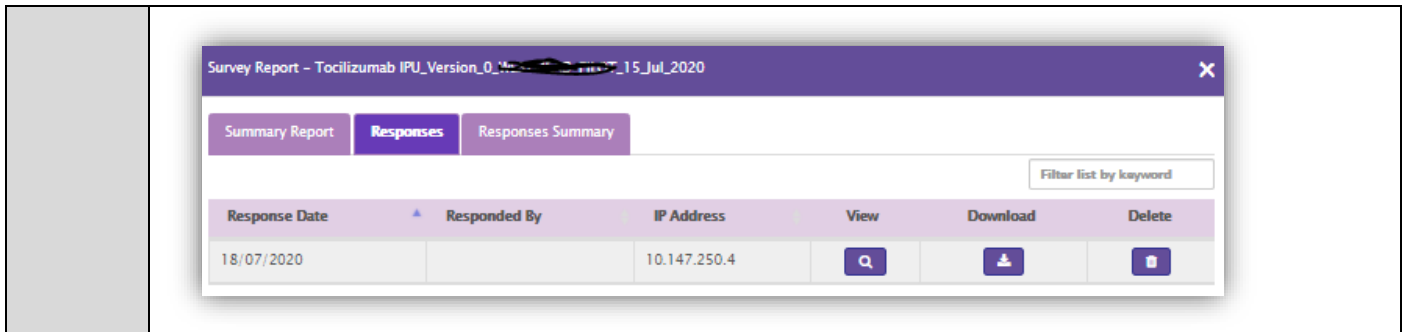 Survey Report – Tocilizumab IPU_Version_0_ _15_Jul_2020
Summary Report Responses Responses Summary
Filter list by keyword
Response Date Responded By IP Address View Download Delete
18/07/2020 10.147.250.4